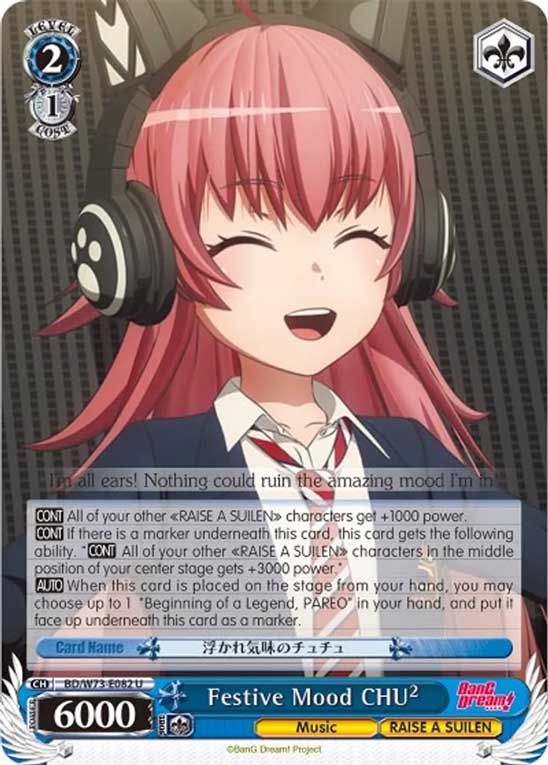 LEVEL
2
1
COST
I'm all ears! Nothing could ruin the amazing mood I'm in!
CONT All of your other «RAISE A SUILEN» characters get +1000 power.
CONT If there is a marker underneath this card, this card gets the following
ability. "CONT All of your other «RAISE A SUILEN» characters in the middle
position of your center stage gets +3000 power."
AUTO When this card is placed on the stage from your hand, you may
choose up to 1 "Beginning of a Legend, PAREO" in your hand, and put it
face up underneath this card as a marker.
Card Name 浮かれ気味のチュチュ
CH BD/W73-E082 U
Festive Mood CHU²
BanG Dream!
POWER 6000
SOUL
Music
RAISE A SUILEN
©BanG Dream! Project